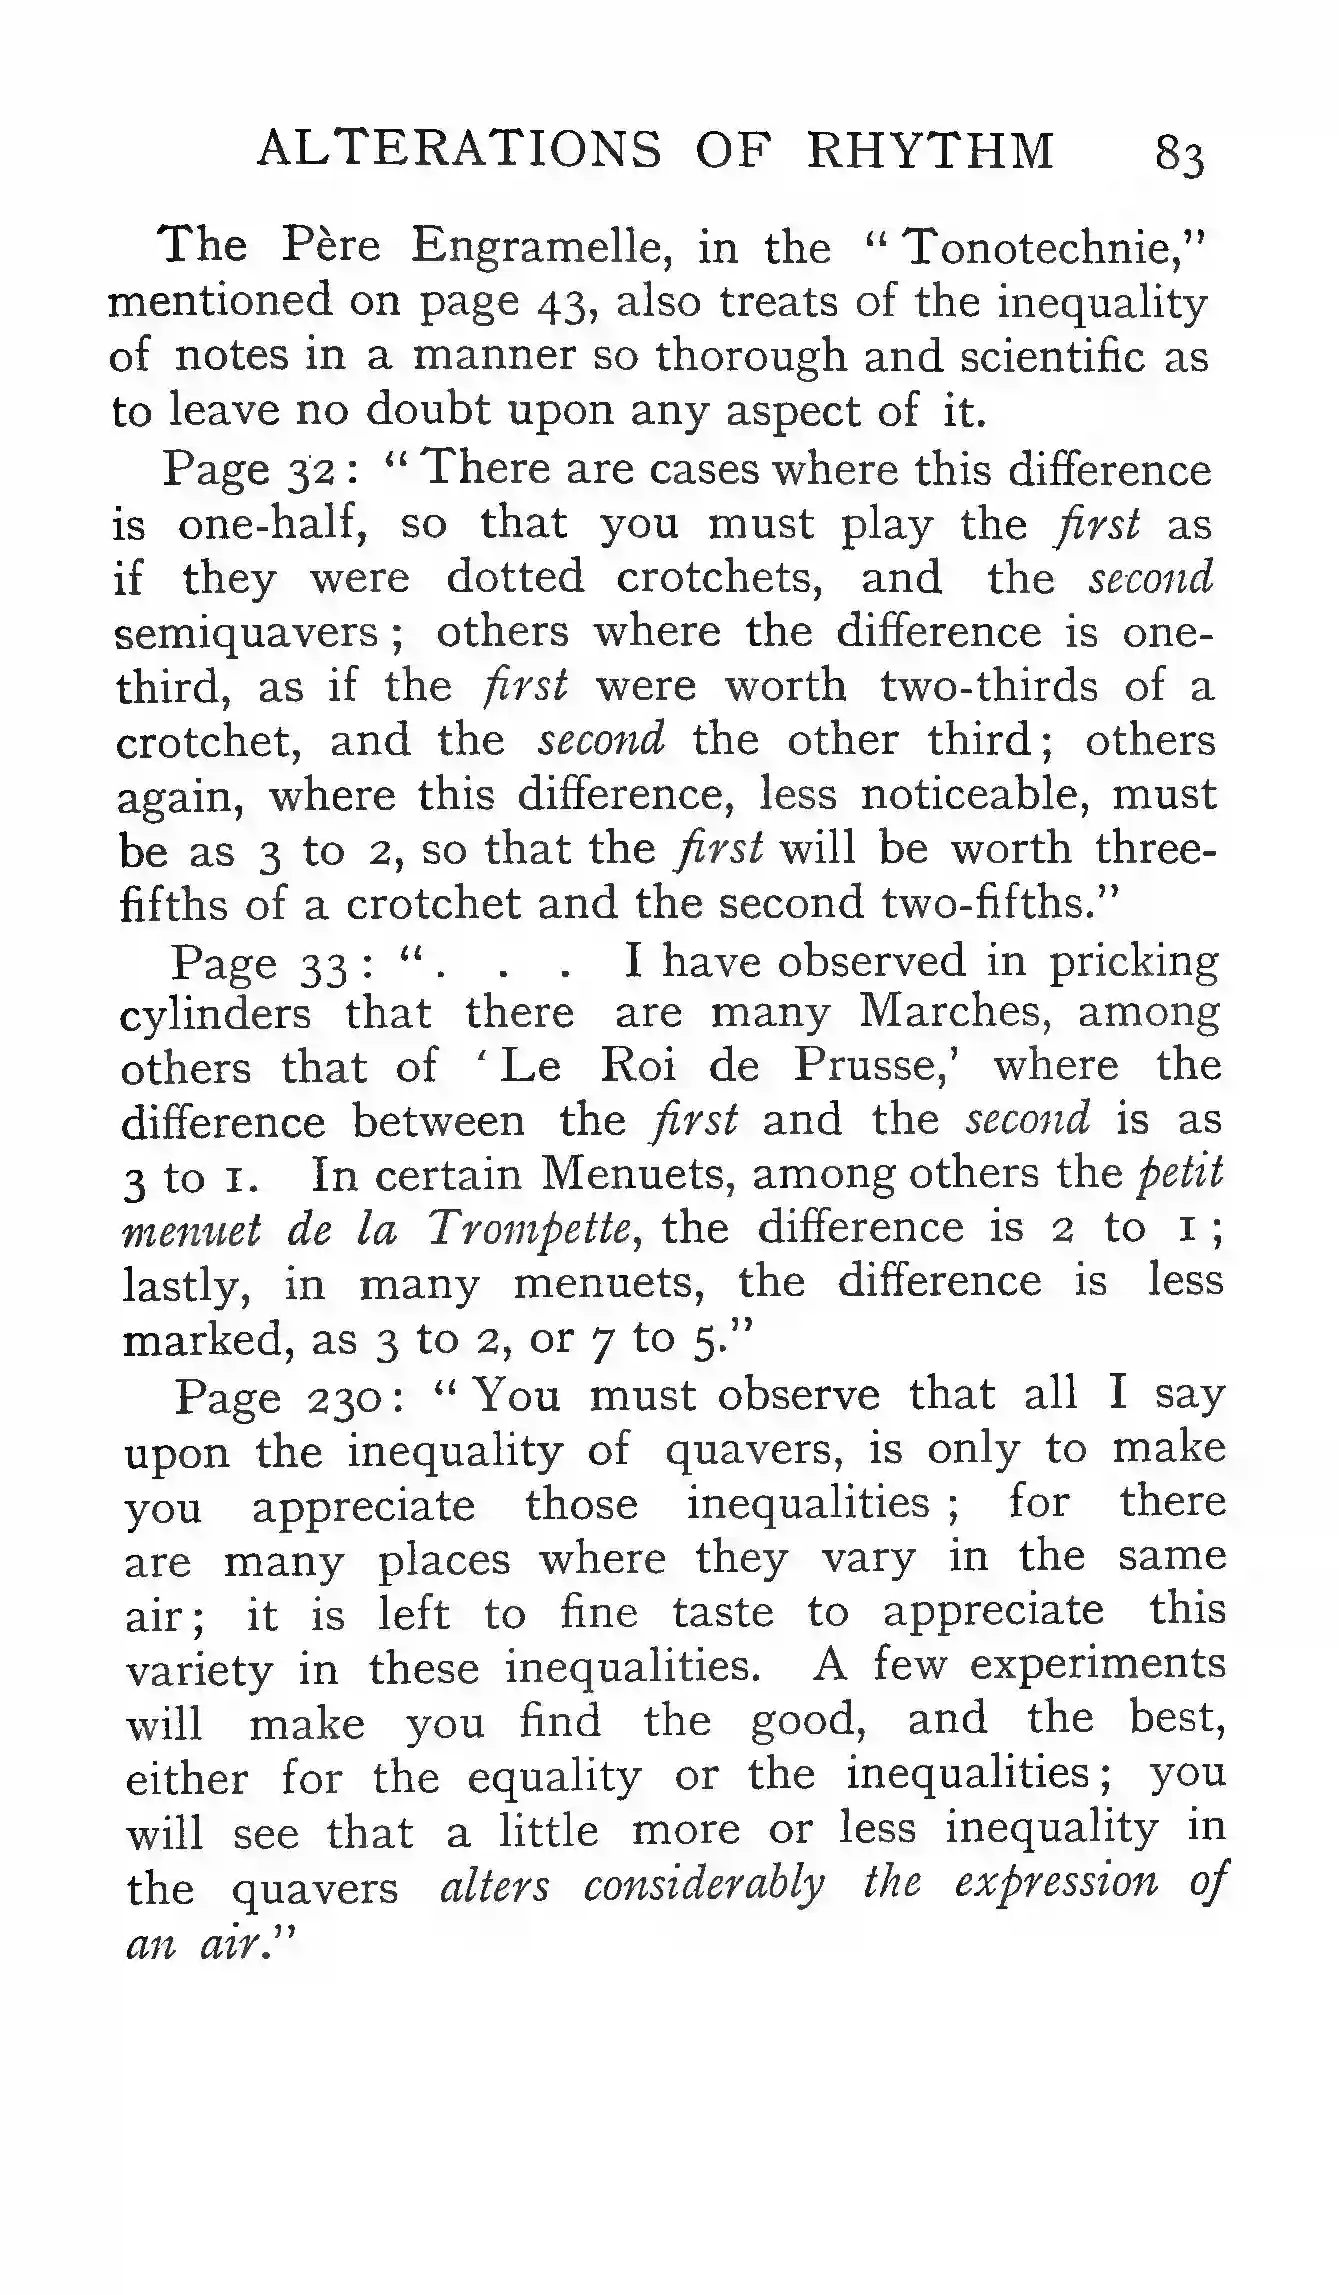 ALTERATIONS OF RHYTHM 83
The Père Engramelle, in the “ Tonotechnie,”
mentioned on page 43, also treats of the inequality
of notes in a manner so thorough and scientific as
to leave no doubt upon any aspect of it.
Page 32 : “ There are cases where this difference
is one-half, so that you must play the first as
if they were dotted crotchets, and the second
semiquavers ; others where the difference is one-
third, as if the first were worth two-thirds of a
crotchet, and the second the other third ; others
again, where this difference, less noticeable, must
be as 3 to 2, so that the first will be worth three-
fifths of a crotchet and the second two-fifths.”
Page 33 : “ . . . I have observed in pricking
cylinders that there are many Marches, among
others that of ‘ Le Roi de Prusse,’ where the
difference between the first and the second is as
3 to 1. In certain Menuets, among others the petit
menuet de la Trompette, the difference is 2 to 1 ;
lastly, in many menuets, the difference is less
marked, as 3 to 2, or 7 to 5.”
Page 230 : “ You must observe that all I say
upon the inequality of quavers, is only to make
you appreciate those inequalities ; for there
are many places where they vary in the same
air ; it is left to fine taste to appreciate this
variety in these inequalities. A few experiments
will make you find the good, and the best,
either for the equality or the inequalities ; you
will see that a little more or less inequality in
the quavers alters considerably the expression of
an air.”